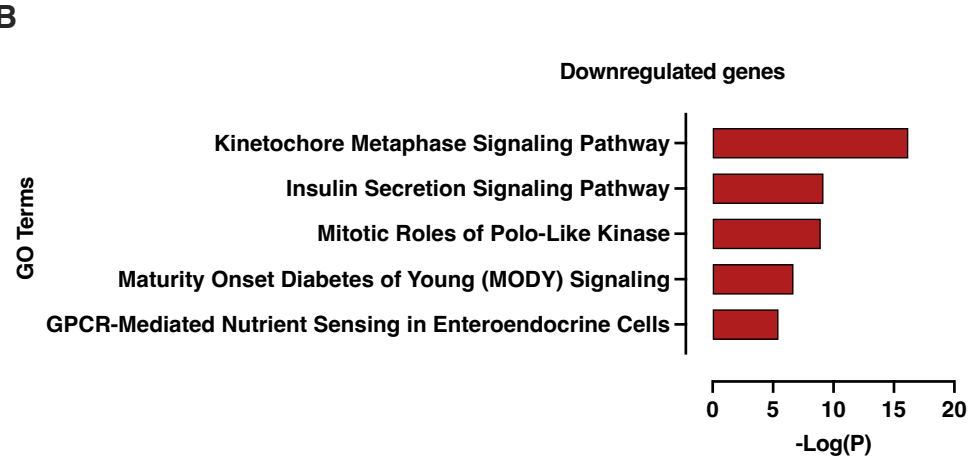 B
Downregulated genes
GO Terms
Kinetochore Metaphase Signaling Pathway
Insulin Secretion Signaling Pathway
Mitotic Roles of Polo-Like Kinase
Maturity Onset Diabetes of Young (MODY) Signaling
GPCR-Mediated Nutrient Sensing in Enteroendocrine Cells
0 5 10 15 20
-Log(P)